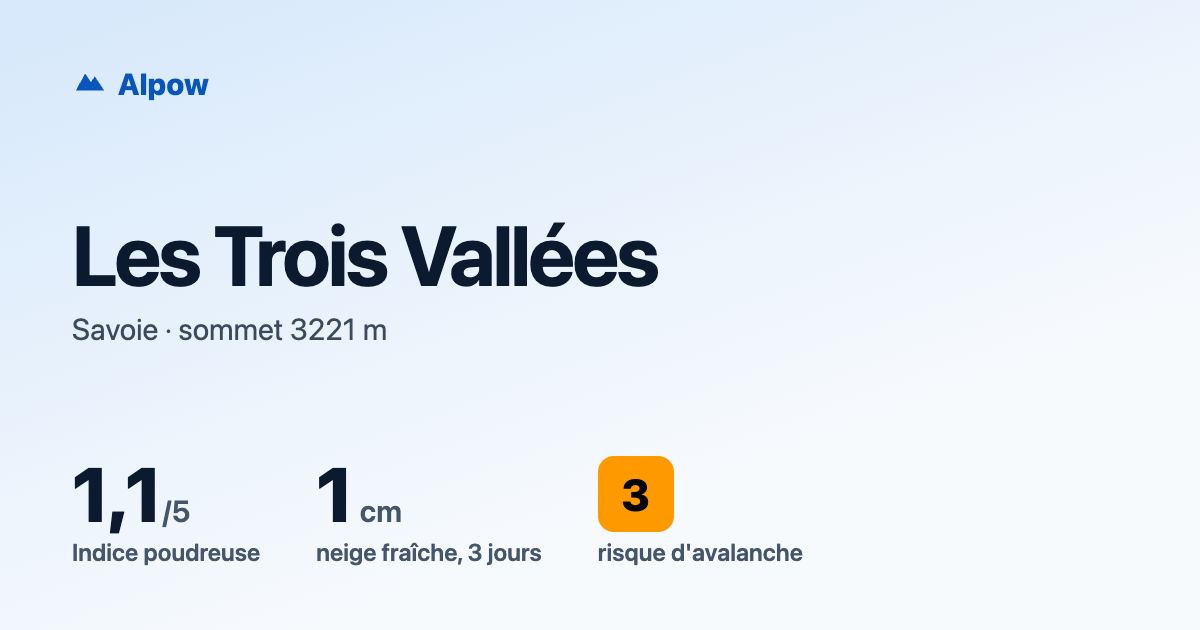 Alpow
Les Trois Vallées
Savoie · sommet 3221 m
1,1/5
Indice poudreuse
1 cm
neige fraîche, 3 jours
3
risque d'avalanche